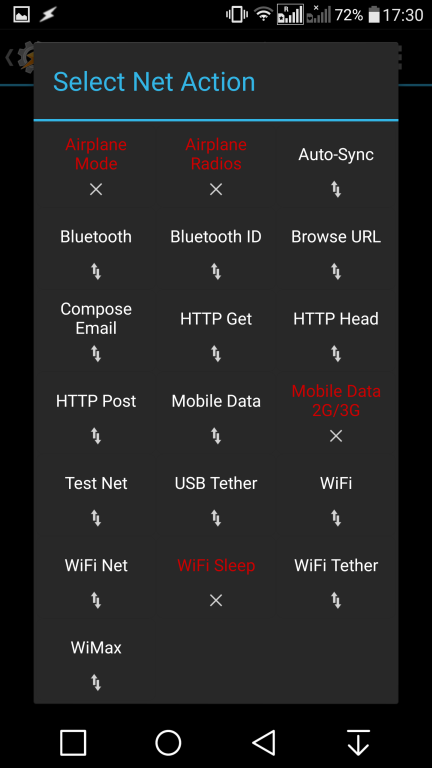 R
72%
17:30
Select Net Action
Airplane
Mode
Airplane
Radios
Auto-Sync
Bluetooth
Bluetooth ID
Browse URL
Compose
Email
HTTP Get
HTTP Head
HTTP Post
Mobile Data
Mobile Data
2G/3G
Test Net
USB Tether
WiFi
WiFi Net
WiFi Sleep
WiFi Tether
WiMax